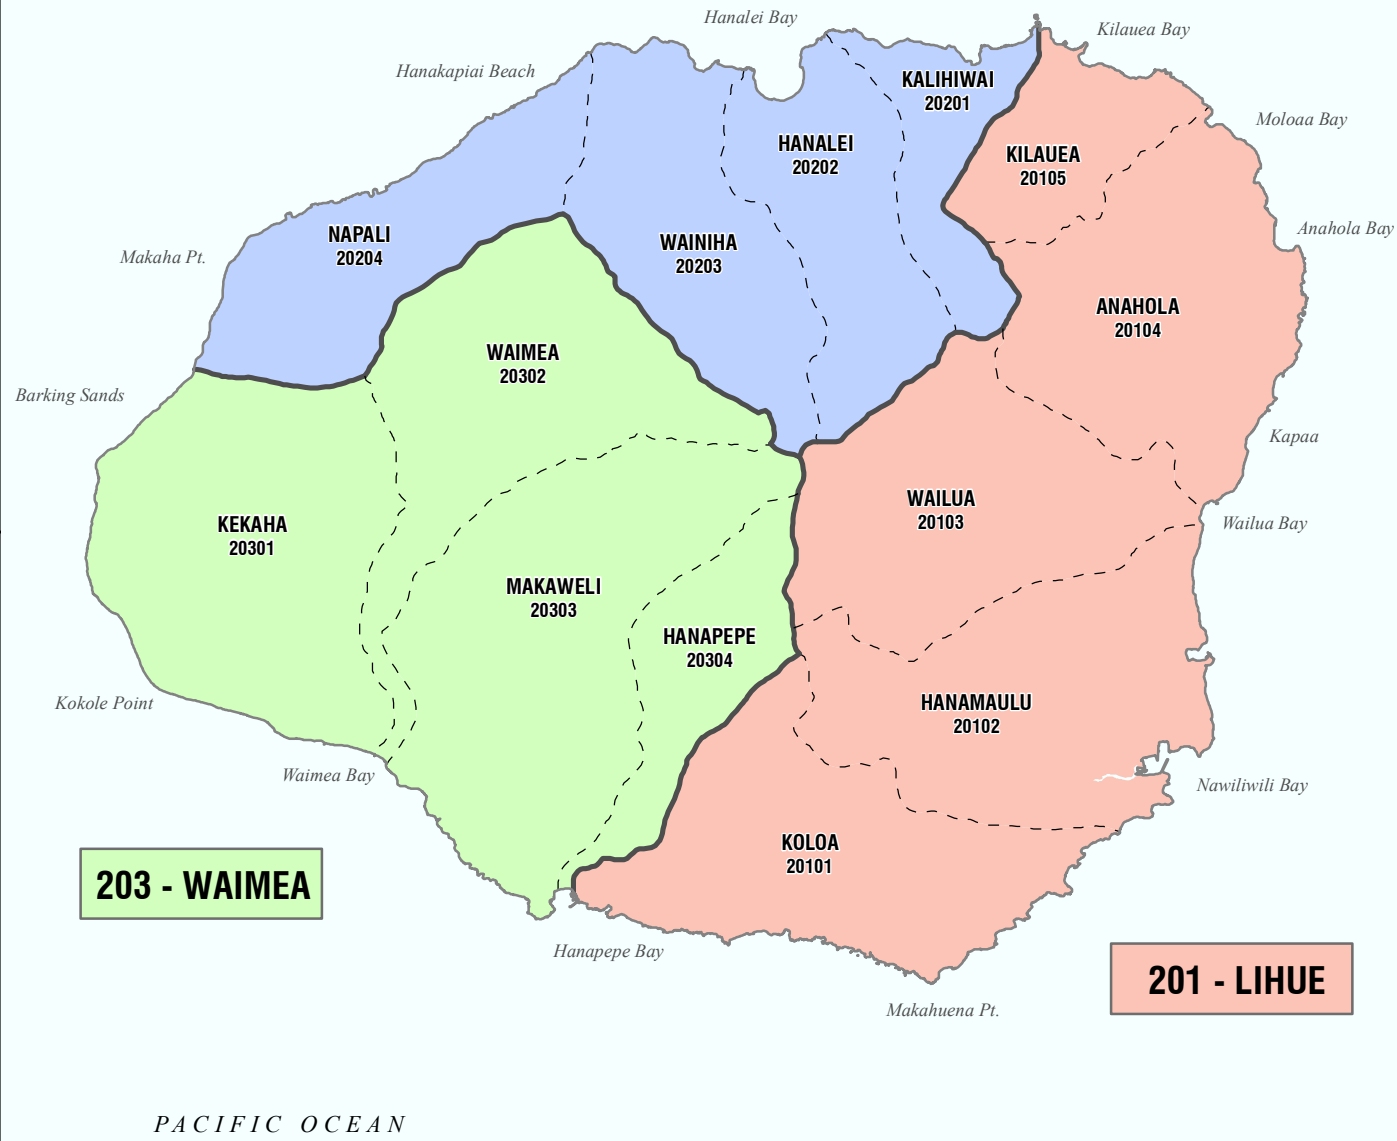 Hanalei Bay
Kilauea Bay
Hanakapiai Beach
KALIHIWAI
20201
Moloaa Bay
HANALEI
20202
KILAUEA
20105
NAPALI
20204
WAINIHA
20203
Anahola Bay
Makaha Pt.
ANAHOLA
20104
WAIMEA
20302
Barking Sands
Kapaa
WAILUA
20103
KEKAHA
20301
Wailua Bay
MAKAWELI
20303
HANAPEPE
20304
Kokole Point
HANAMAULU
20102
Waimea Bay
Nawiliwili Bay
KOLOA
20101
203 - WAIMEA
Hanapepe Bay
201 - LIHUE
Makahuena Pt.
PACIFIC OCEAN